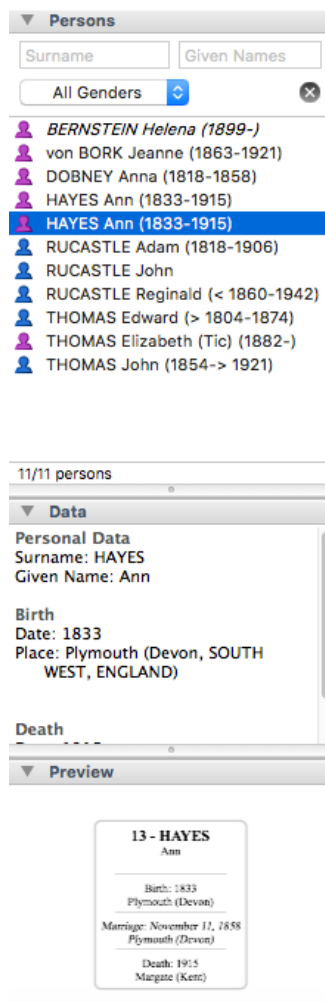 Persons
Surname Given Names
All Genders
BERNSTEIN Helena (1899-)
von BORK Jeanne (1863-1921)
DOBNEY Anna (1818-1858)
HAYES Ann (1833-1915)
HAYES Ann (1833-1915)
RUCASTLE Adam (1818-1906)
RUCASTLE John
RUCASTLE Reginald (< 1860-1942)
THOMAS Edward (> 1804-1874)
THOMAS Elizabeth (Tic) (1882-)
THOMAS John (1854-> 1921)
11/11 persons
Data
Personal Data
Surname: HAYES
Given Name: Ann
Birth
Date: 1833
Place: Plymouth (Devon, SOUTH
WEST, ENGLAND)
Death
Preview
13 - HAYES
Ann
Birth: 1833
Plymouth (Devon)
Marriage: November 11, 1858
Plymouth (Devon)
Death: 1915
Margate (Kent)